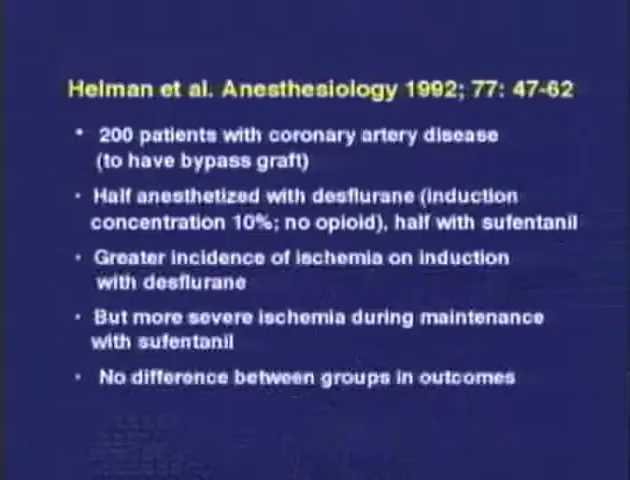 Helman et al. Anesthesiology 1992; 77: 47-62
• 200 patients with coronary artery disease
(to have bypass graft)
• Half anesthetized with desflurane (induction
concentration 10%; no opioid), half with sufentanil
• Greater incidence of ischemia on induction
with desflurane
• But more severe ischemia during maintenance
with sufentanil
• No difference between groups in outcomes